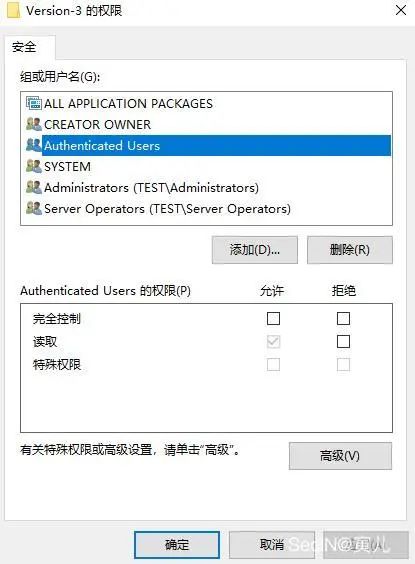 Version-3 的权限
安全
组或用户名(G):
ALL APPLICATION PACKAGES
CREATOR OWNER
Authenticated Users
SYSTEM
Administrators (TEST\Administrators)
Server Operators (TEST\Server Operators)
添加(D)... 删除(R)
Authenticated Users 的权限(P) 允许 拒绝
完全控制
读取
特殊权限
有关特殊权限或高级设置，请单击“高级”。
高级(V)
确定 取消